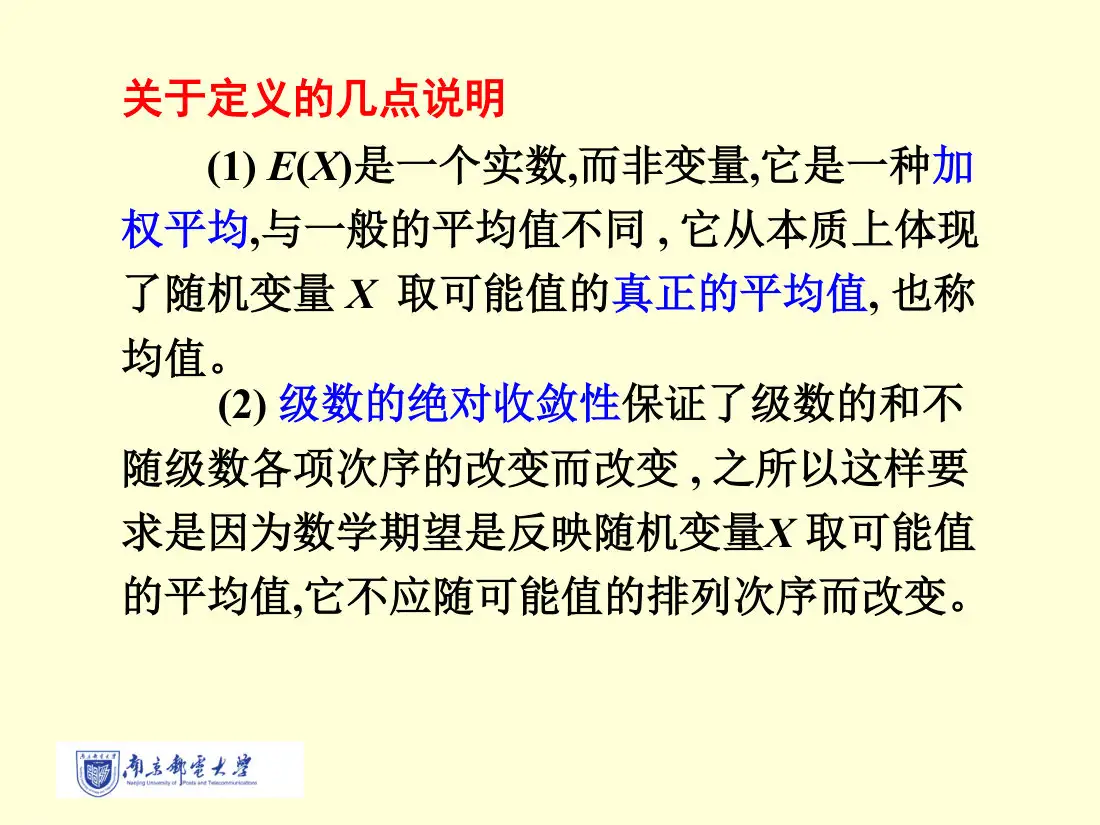 关于定义的几点说明
(1) E(X)是一个实数,而非变量,它是一种加
权平均,与一般的平均值不同 , 它从本质上体现
了随机变量 X 取可能值的真正的平均值, 也称
均值。
(2) 级数的绝对收敛性保证了级数的和不
随级数各项次序的改变而改变 , 之所以这样要
求是因为数学期望是反映随机变量X 取可能值
的平均值,它不应随可能值的排列次序而改变。
南京邮电大学
Nanjing University of Posts and Telecommunications